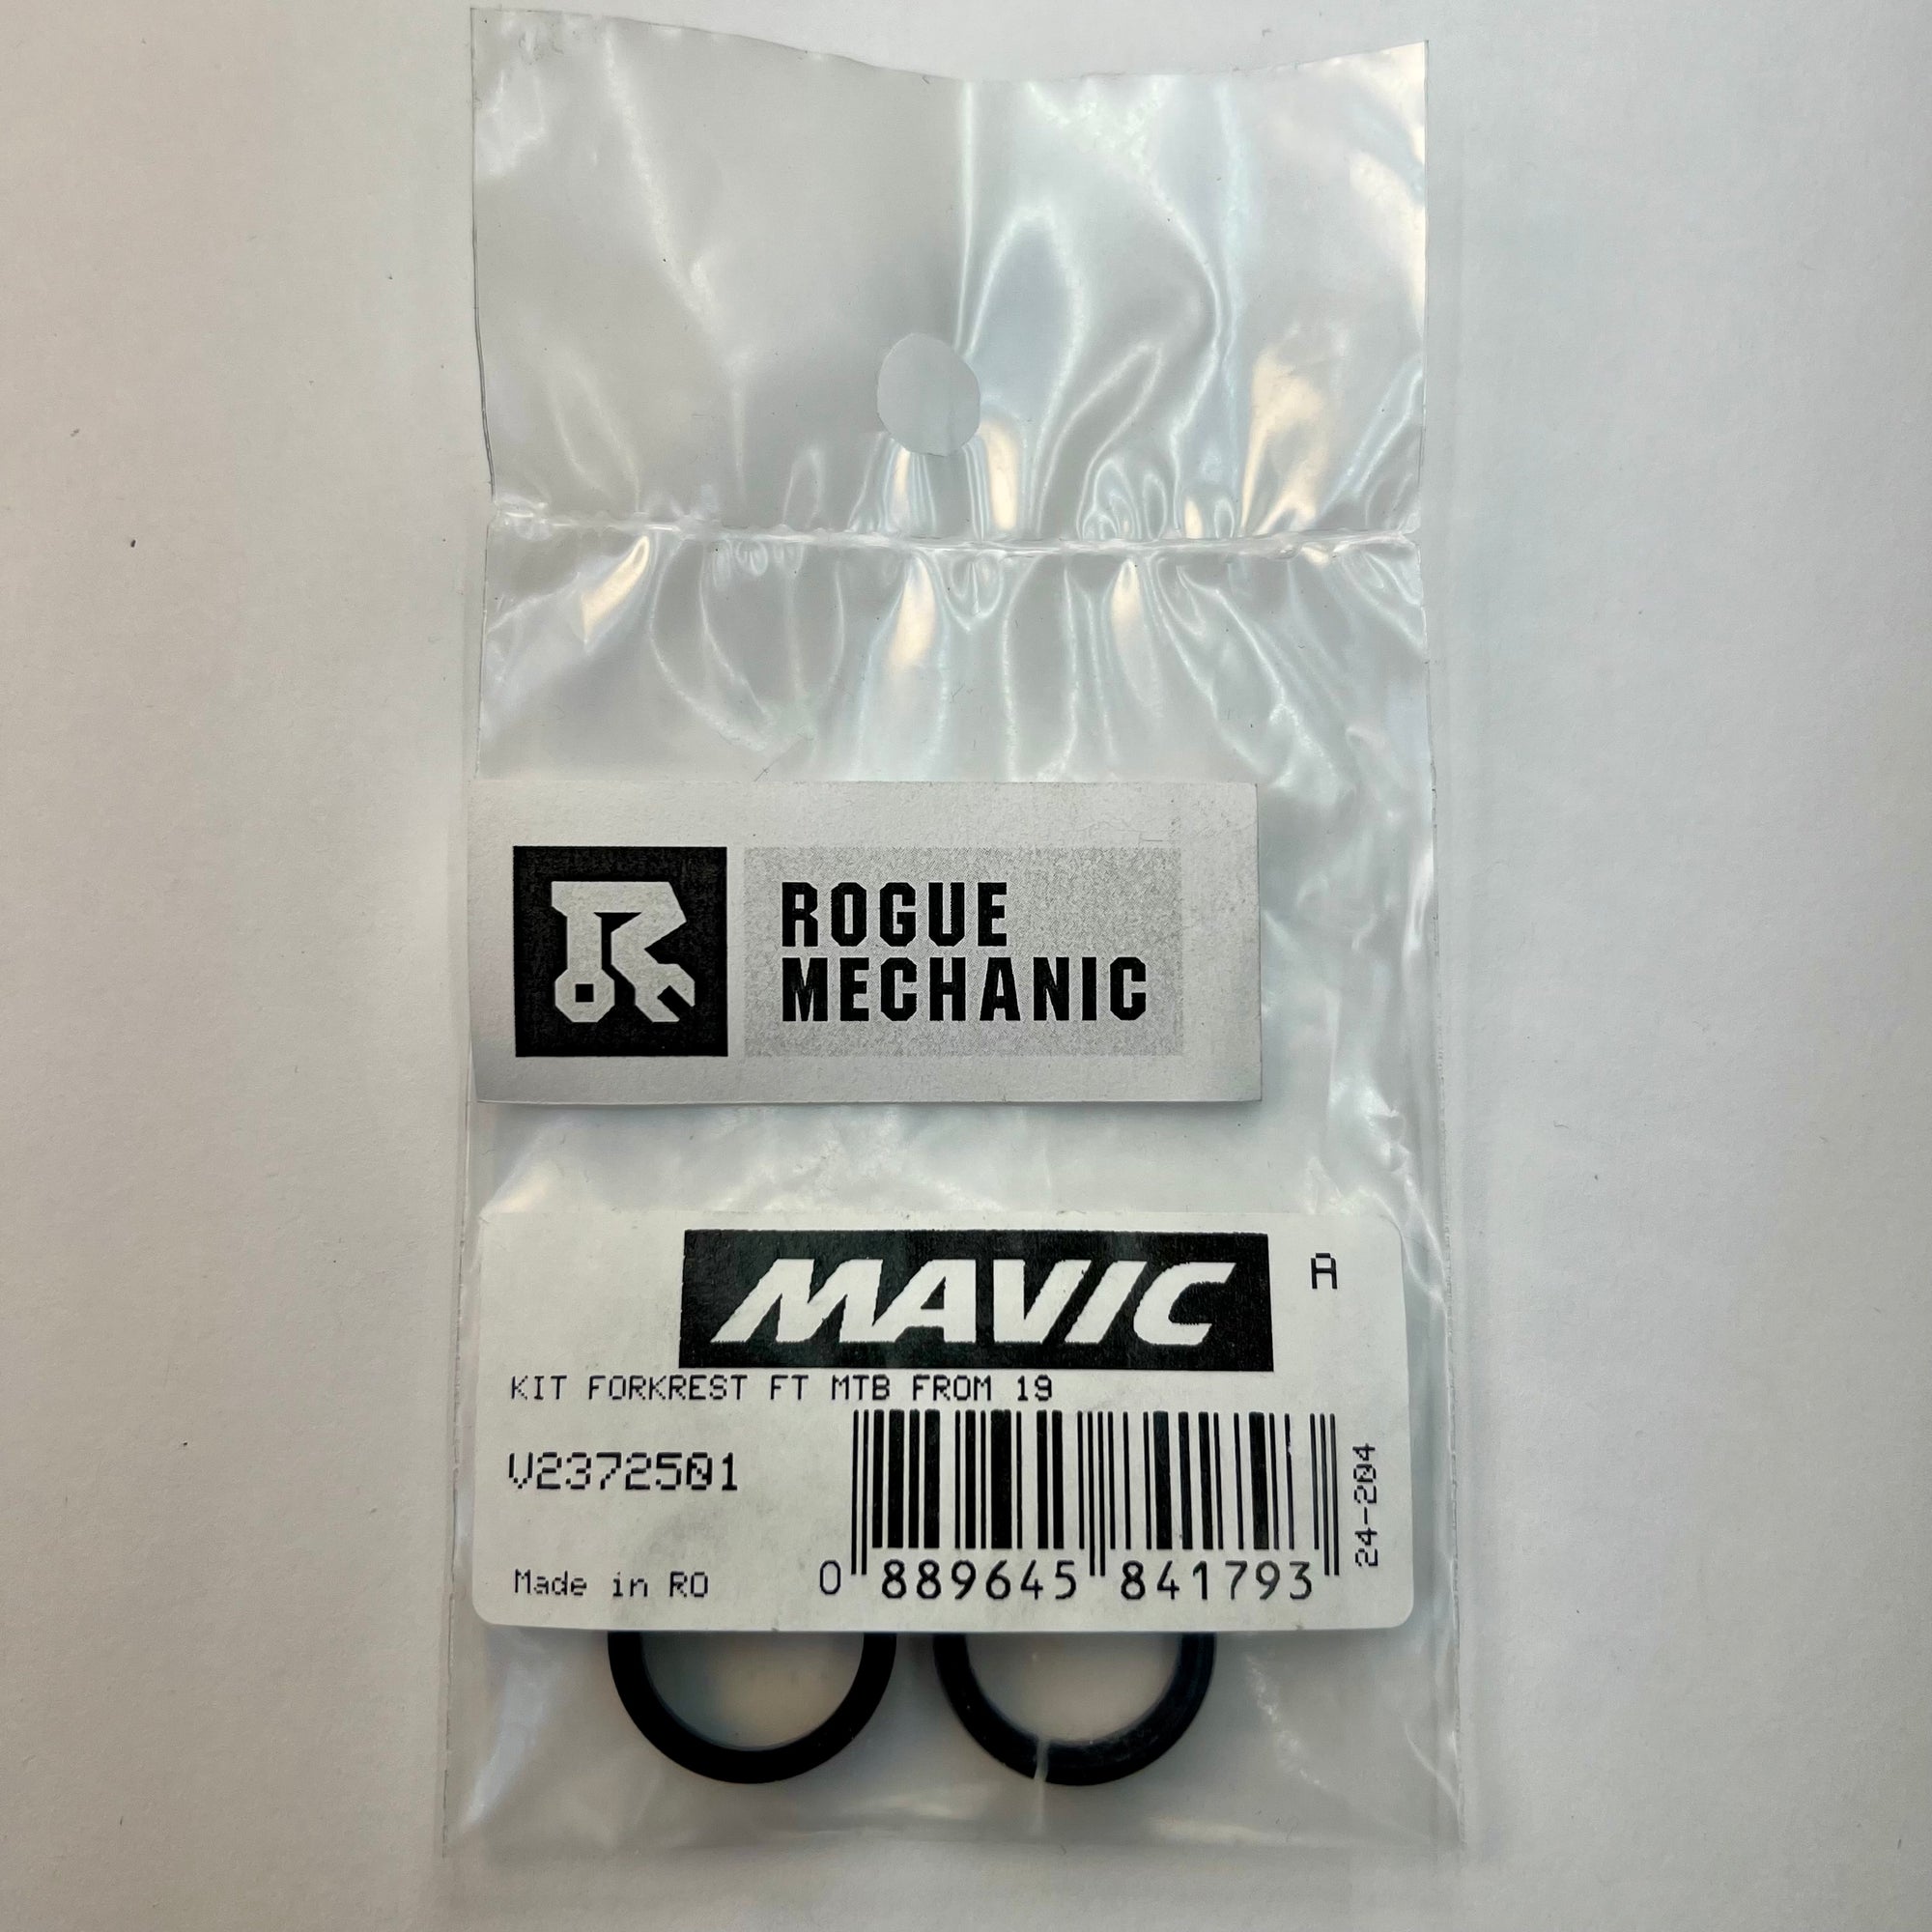 ROGUE
MECHANIC
MAVIC
A
KIT FORKREST FT MTB FROM 19
V2372501
24-204
Made in RO
0 889645 841793